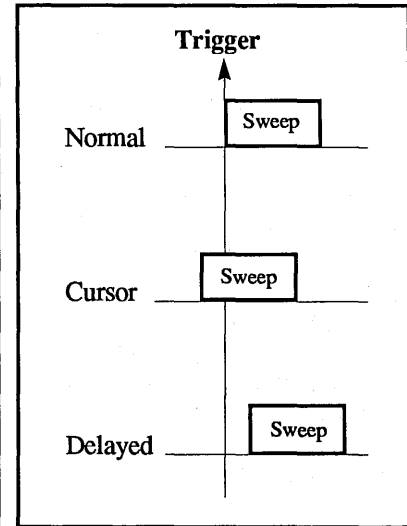 Trigger
Sweep
Normal
Sweep
Cursor
Sweep
Delayed